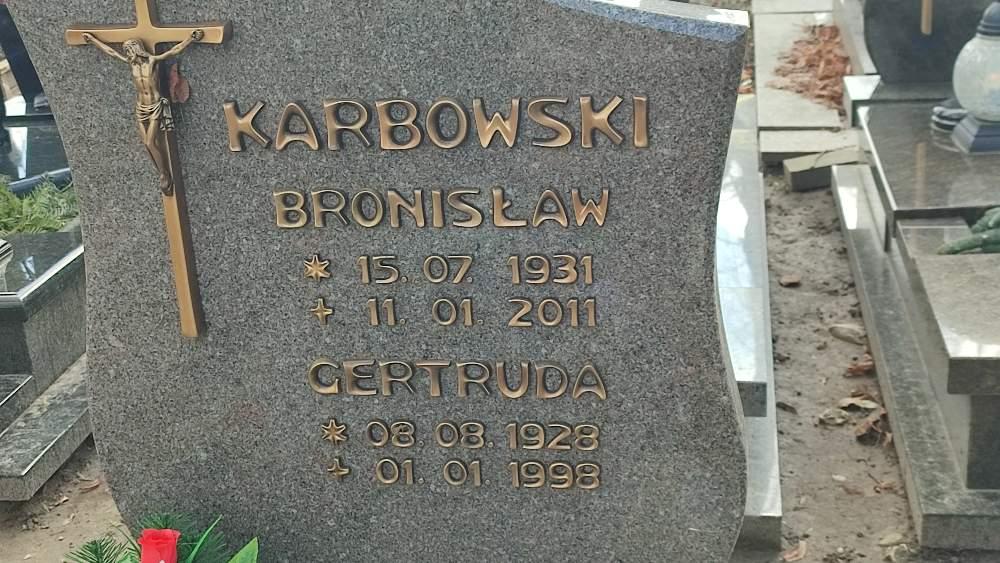 KARBOWSKI
BRONISŁAW
* 15. 07. 1931
+ 11. 01. 2011
GERTRUDA
* 08. 08. 1928
+ 01. 01 1998